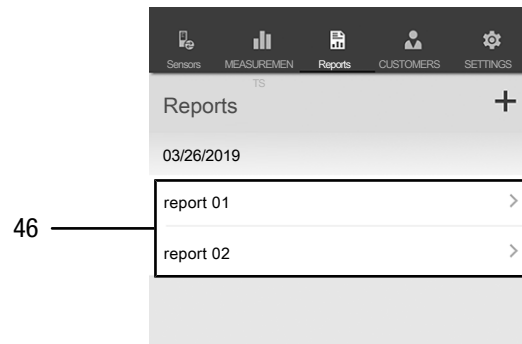 Sensors MEASUREMEN Reports CUSTOMERS SETTINGS
TS
Reports +
03/26/2019
report 01
46
report 02